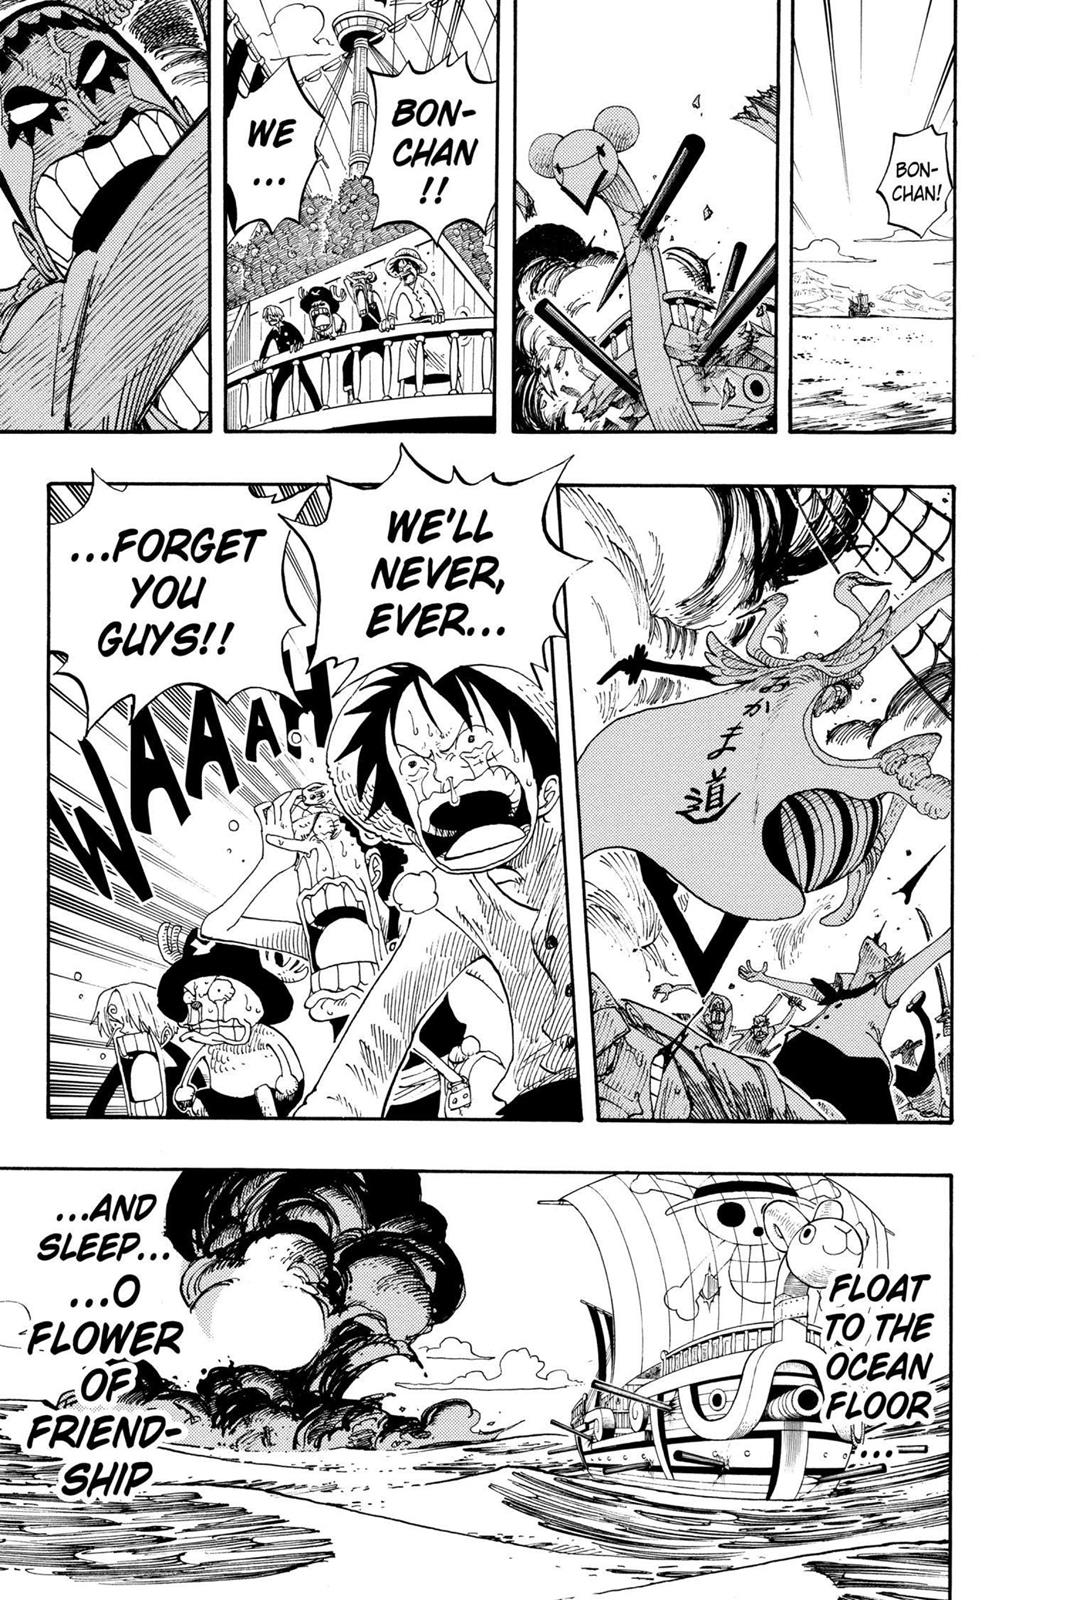 BON-
CHAN!
BON-
CHAN
!!
WE
...
おかま道
WE'LL
NEVER,
EVER...
...FORGET
YOU
GUYS!!
WAAAAH
FLOAT
TO THE
OCEAN
FLOOR
...
...AND
SLEEP...
...O
FLOWER
OF
FRIEND-
SHIP